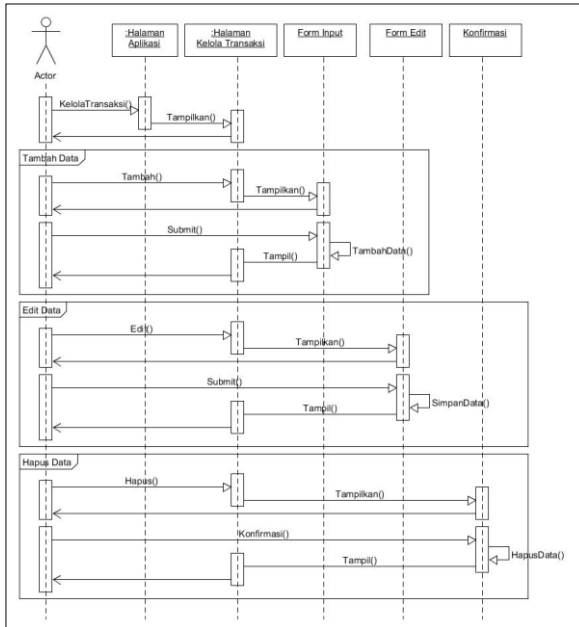 :Halaman
Aplikasi
:Halaman
Kelola Transaksi
Form Input
Form Edit
Konfirmasi
Actor
KelolaTransaksi()
Tampilkan()
Tambah Data
Tambah()
Tampilkan()
Submit()
TambahData()
Tampil()
Edit Data
Edit()
Tampilkan()
Submit()
SimpanData()
Tampil()
Hapus Data
Hapus()
Tampilkan()
Konfirmasi()
HapusData()
Tampil()